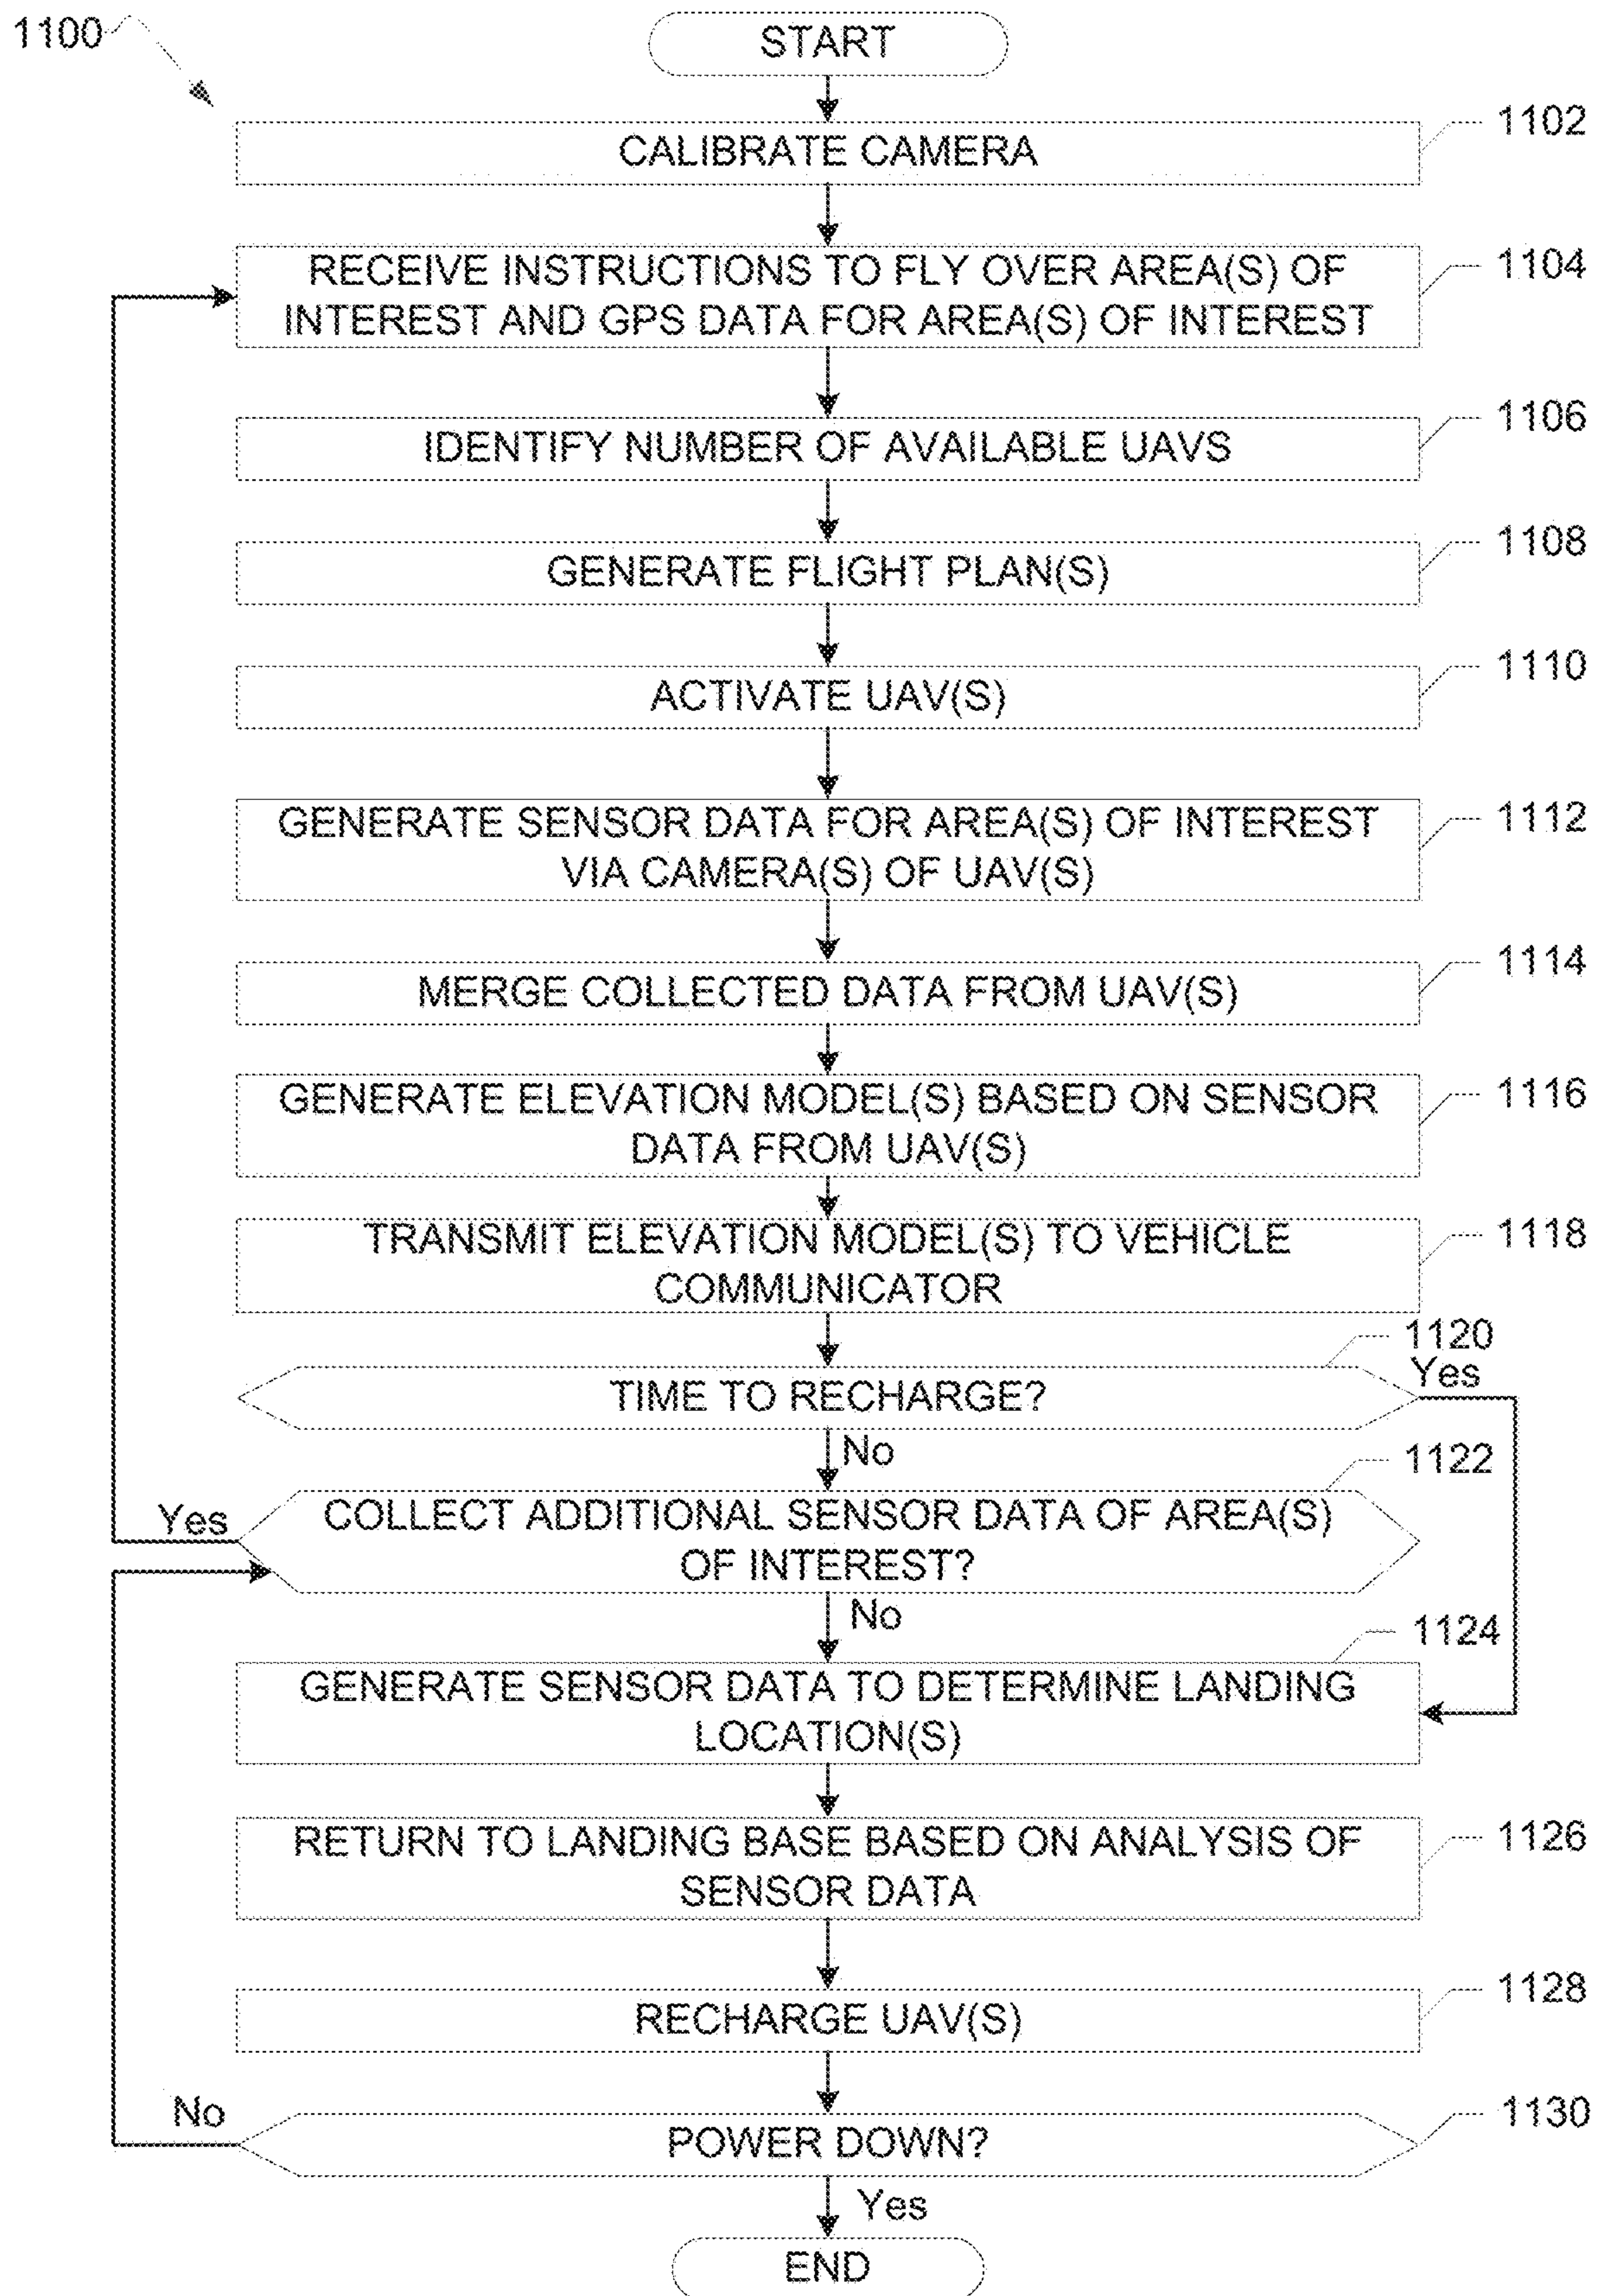 1100
START
1102
CALIBRATE CAMERA
1104
RECEIVE INSTRUCTIONS TO FLY OVER AREA(S) OF
INTEREST AND GPS DATA FOR AREA(S) OF INTEREST
1106
IDENTIFY NUMBER OF AVAILABLE UAVS
1108
GENERATE FLIGHT PLAN(S)
1110
ACTIVATE UAV(S)
1112
GENERATE SENSOR DATA FOR AREA(S) OF INTEREST
VIA CAMERA(S) OF UAV(S)
1114
MERGE COLLECTED DATA FROM UAV(S)
1116
GENERATE ELEVATION MODEL(S) BASED ON SENSOR
DATA FROM UAV(S)
1118
TRANSMIT ELEVATION MODEL(S) TO VEHICLE
COMMUNICATOR
1120
Yes
TIME TO RECHARGE?
No
1122
Yes
COLLECT ADDITIONAL SENSOR DATA OF AREA(S)
OF INTEREST?
No
1124
GENERATE SENSOR DATA TO DETERMINE LANDING
LOCATION(S)
1126
RETURN TO LANDING BASE BASED ON ANALYSIS OF
SENSOR DATA
1128
RECHARGE UAV(S)
No
1130
POWER DOWN?
Yes
END